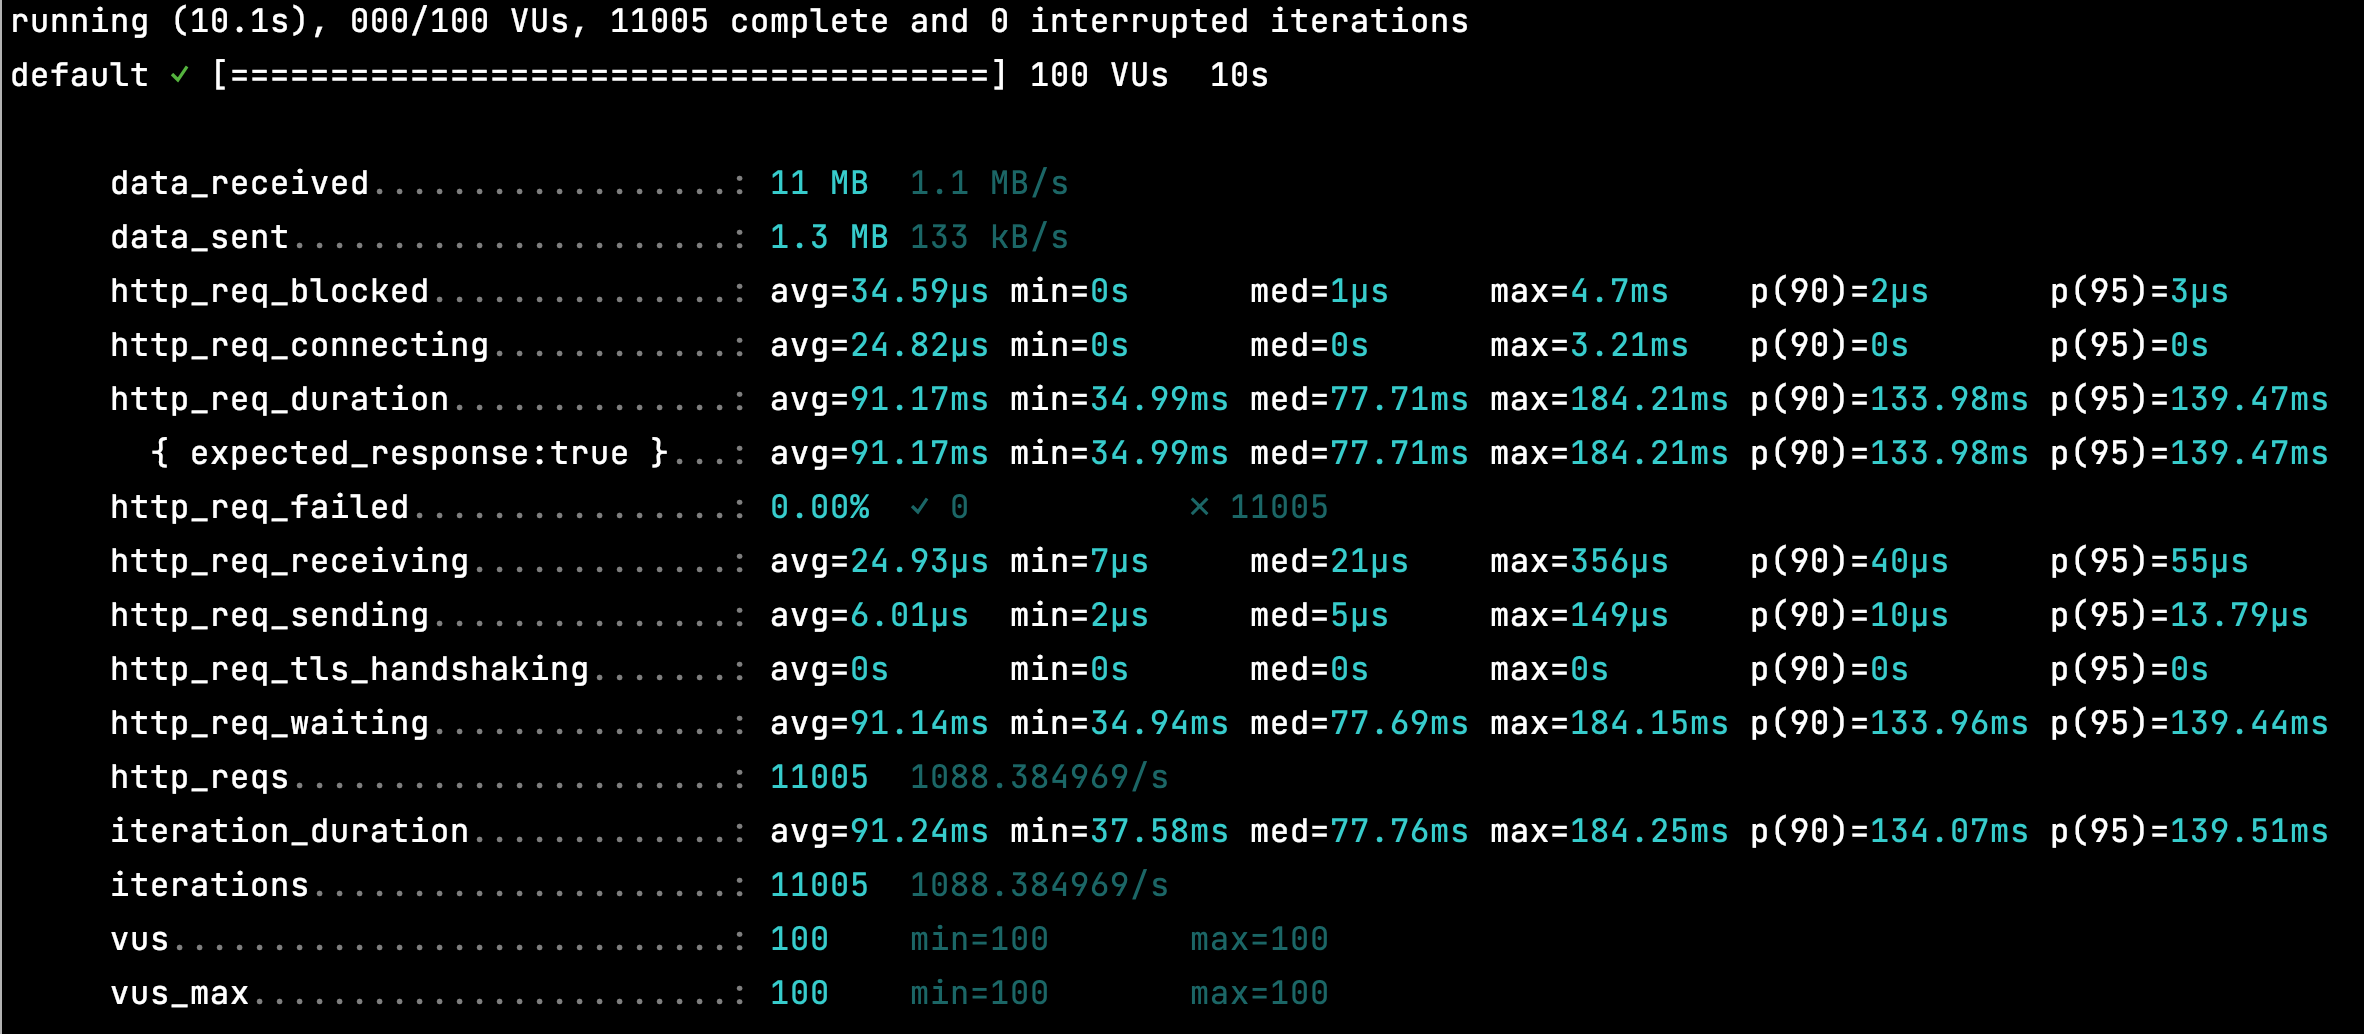 running (10.1s), 000/100 VUs, 11005 complete and 0 interrupted iterations
default ✓ [======================================] 100 VUs  10s
data_received..................: 11 MB  1.1 MB/s
data_sent......................: 1.3 MB 133 kB/s
http_req_blocked...............: avg=34.59µs min=0s      med=1µs     max=4.7ms    p(90)=2µs      p(95)=3µs
http_req_connecting............: avg=24.82µs min=0s      med=0s      max=3.21ms   p(90)=0s       p(95)=0s
http_req_duration..............: avg=91.17ms min=34.99ms med=77.71ms max=184.21ms p(90)=133.98ms p(95)=139.47ms
{ expected_response:true }...: avg=91.17ms min=34.99ms med=77.71ms max=184.21ms p(90)=133.98ms p(95)=139.47ms
http_req_failed................: 0.00%  ✓ 0           ✗ 11005
http_req_receiving.............: avg=24.93µs min=7µs     med=21µs    max=356µs    p(90)=40µs     p(95)=55µs
http_req_sending...............: avg=6.01µs  min=2µs     med=5µs     max=149µs    p(90)=10µs     p(95)=13.79µs
http_req_tls_handshaking.......: avg=0s      min=0s      med=0s      max=0s       p(90)=0s       p(95)=0s
http_req_waiting...............: avg=91.14ms min=34.94ms med=77.69ms max=184.15ms p(90)=133.96ms p(95)=139.44ms
http_reqs......................: 11005  1088.384969/s
iteration_duration.............: avg=91.24ms min=37.58ms med=77.76ms max=184.25ms p(90)=134.07ms p(95)=139.51ms
iterations.....................: 11005  1088.384969/s
vus............................: 100    min=100       max=100
vus_max........................: 100    min=100       max=100